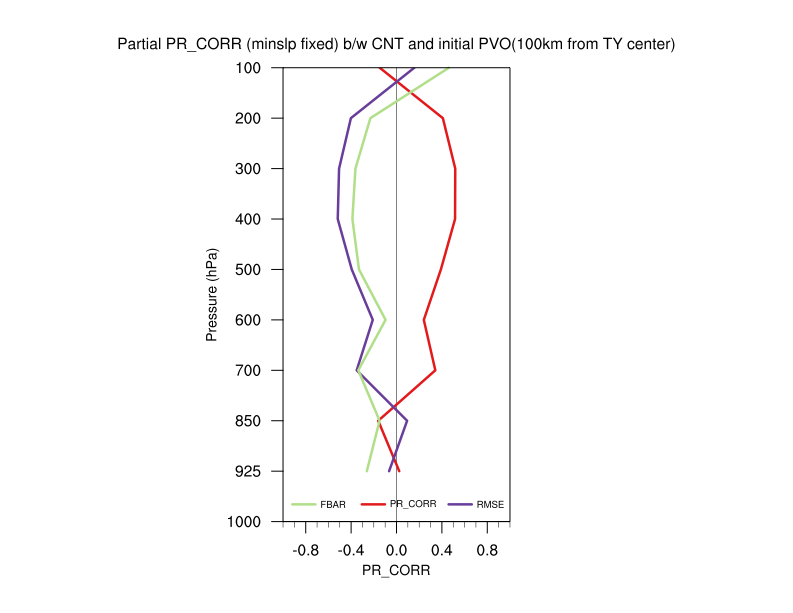 Partial PR_CORR (minslp fixed) b/w CNT and initial PVO(100km from TY center)
100
200
300
400
500
600
700
850
925
1000
Pressure (hPa)
FBAR PR_CORR RMSE
-0.8 -0.4 0.0 0.4 0.8
PR_CORR